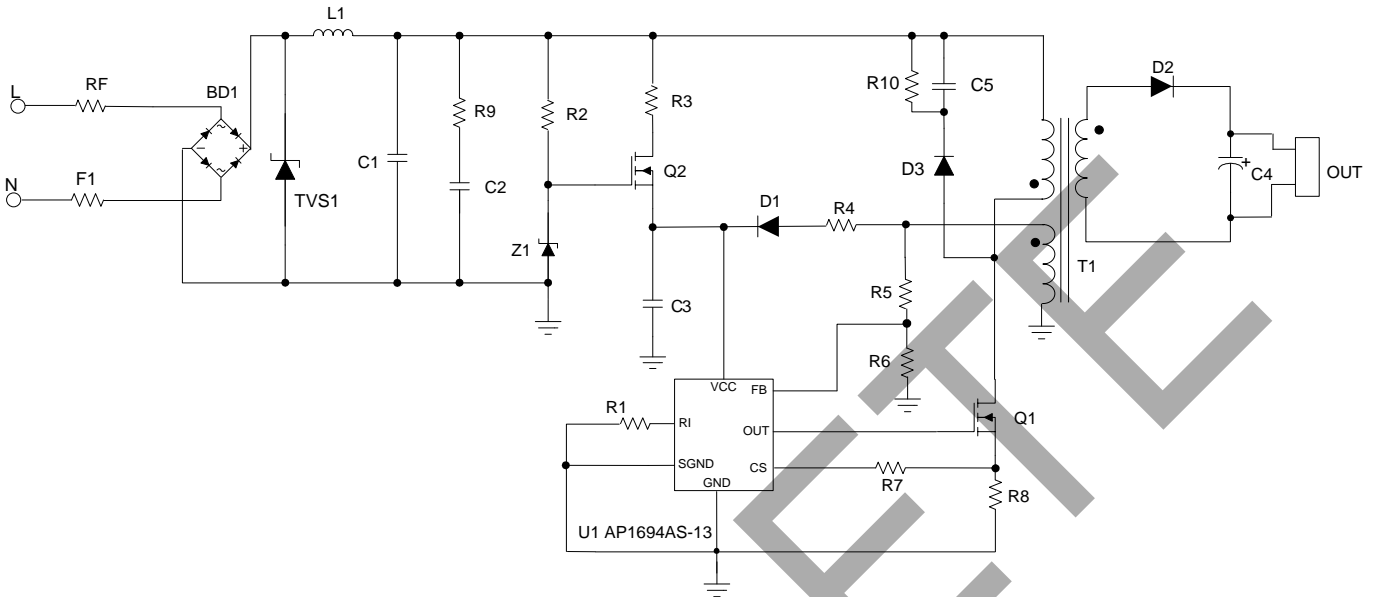 L1
L
RF
BD1
~
- +
~
N
F1
TVS1
C1
R9
C2
R2
Z1
R3
Q2
C3
D1
R4
R10
C5
D3
R5
R6
T1
D2
+
C4
OUT
VCC
FB
RI
OUT
SGND
CS
GND
R1
R7
Q1
R8
U1 AP1694AS-13